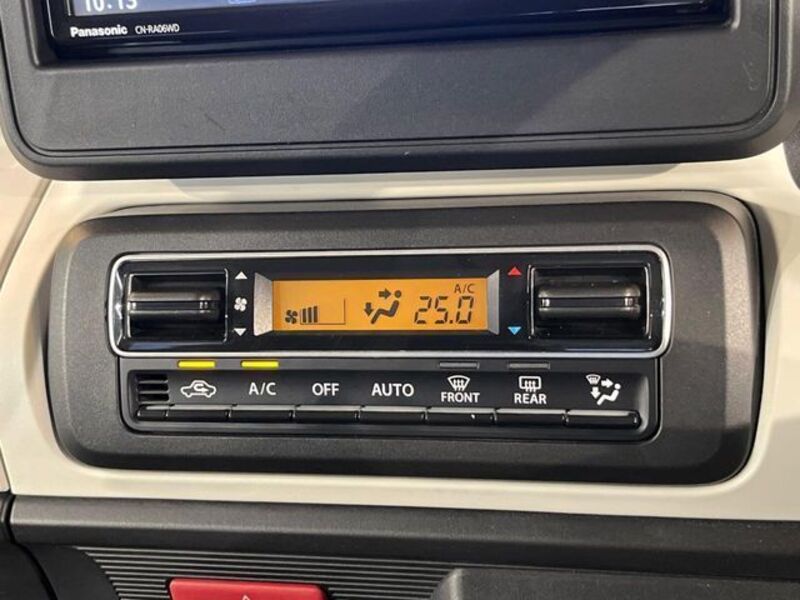 10:13
Panasonic CN-RA06WD
A/C
25.0
A/C OFF AUTO FRONT REAR